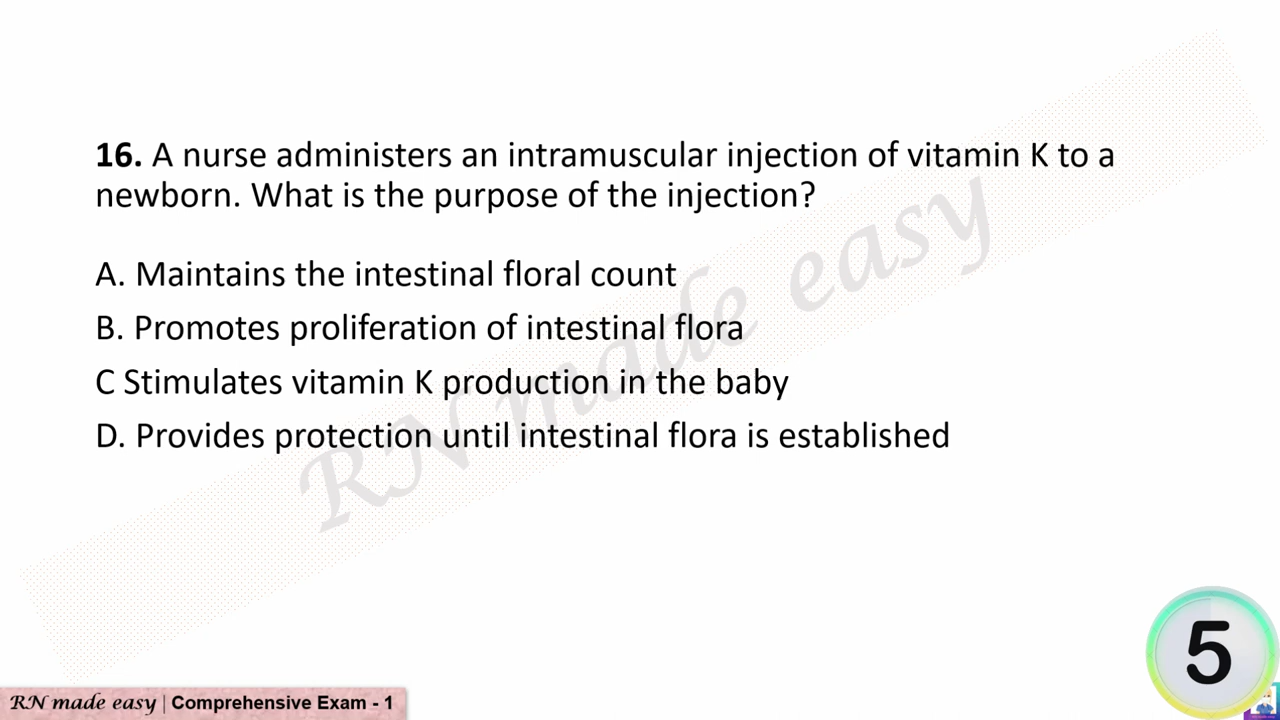 16. A nurse administers an intramuscular injection of vitamin K to a
newborn. What is the purpose of the injection?
A. Maintains the intestinal floral count
B. Promotes proliferation of intestinal flora
C Stimulates vitamin K production in the baby
D. Provides protection until intestinal flora is established
RN made easy
5
RN made easy | Comprehensive Exam - 1